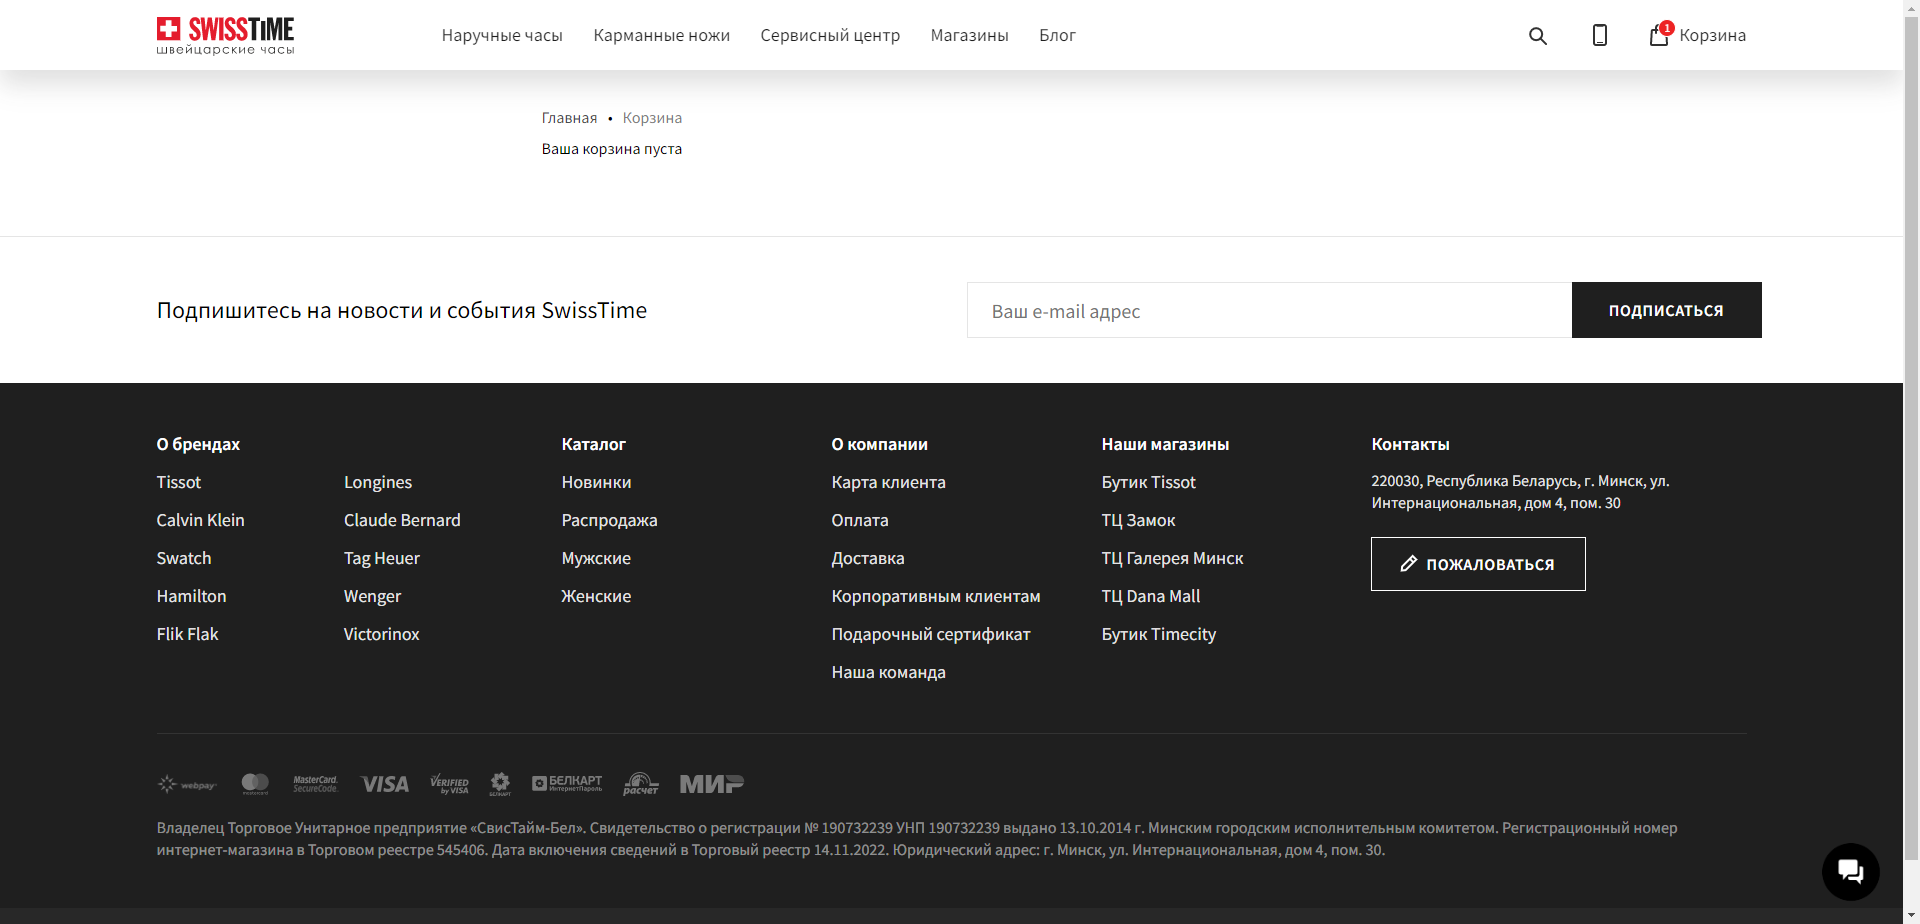 SWISSTIME
швейцарские часы
Наручные часы
Карманные ножи
Сервисный центр
Магазины
Блог
1
Корзина
Главная • Корзина
Ваша корзина пуста
Подпишитесь на новости и события SwissTime
Ваш e-mail адрес
ПОДПИСАТЬСЯ
О брендах
Tissot
Calvin Klein
Swatch
Hamilton
Flik Flak
Longines
Claude Bernard
Tag Heuer
Wenger
Victorinox
Каталог
Новинки
Распродажа
Мужские
Женские
О компании
Карта клиента
Оплата
Доставка
Корпоративным клиентам
Подарочный сертификат
Наша команда
Наши магазины
Бутик Tissot
ТЦ Замок
ТЦ Галерея Минск
ТЦ Dana Mall
Бутик Timecity
Контакты
220030, Республика Беларусь, г. Минск, ул.
Интернациональная, дом 4, пом. 30
ПОЖАЛОВАТЬСЯ
webpay
mastercard
MasterCard.
SecureCode.
VISA
VERIFIED
by VISA
БЕЛКАРТ
БЕЛКАРТ
ИнтернетПароль
расчет
МИР
Владелец Торговое Унитарное предприятие «СвисТайм-Бел». Свидетельство о регистрации № 190732239 УНП 190732239 выдано 13.10.2014 г. Минским городским исполнительным комитетом. Регистрационный номер
интернет-магазина в Торговом реестре 545406. Дата включения сведений в Торговый реестр 14.11.2022. Юридический адрес: г. Минск, ул. Интернациональная, дом 4, пом. 30.